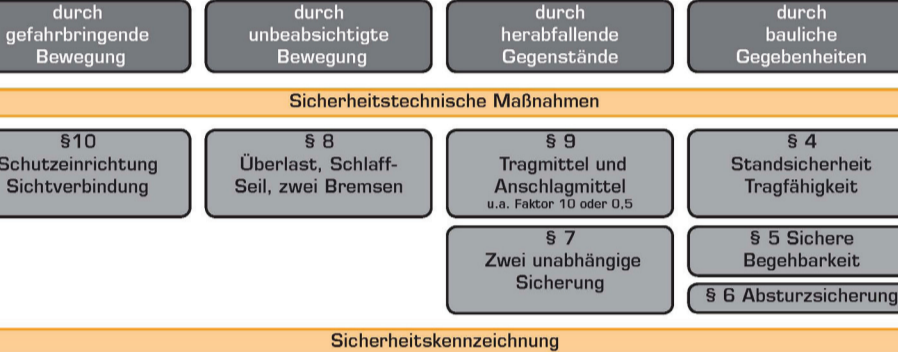 durch
gefahrbringende
Bewegung
durch
unbeabsichtigte
Bewegung
durch
herabfallende
Gegenstände
durch
bauliche
Gegebenheiten
Sicherheitstechnische Maßnahmen
§10
Schutzeinrichtung
Sichtverbindung
§ 8
Überlast, Schlaff-
Seil, zwei Bremsen
§ 9
Tragmittel und
Anschlagmittel
u.a. Faktor 10 oder 0,5
§ 4
Standsicherheit
Tragfähigkeit
§ 7
Zwei unabhängige
Sicherung
§ 5 Sichere
Begehbarkeit
§ 6 Absturzsicherung
Sicherheitskennzeichnung